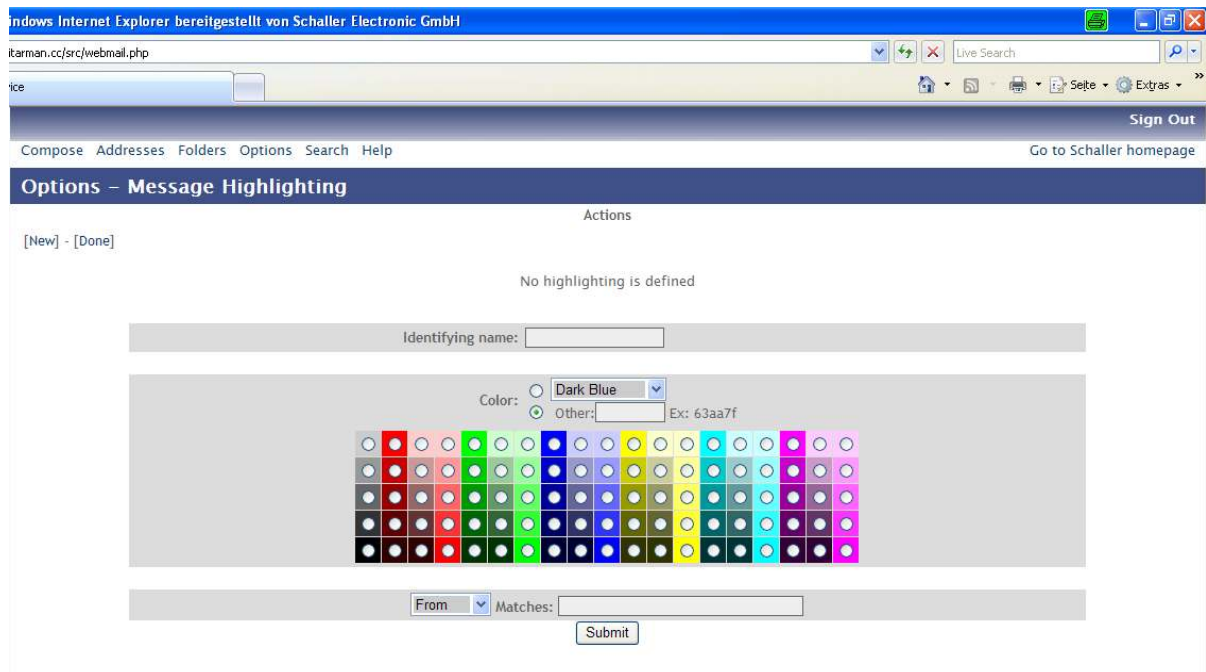 indows Internet Explorer bereitgestellt von Schaller Electronic GmbH
itarman.cc/src/webmail.php
Live Search
ice
Seite
Extras
»
Sign Out
Compose Addresses Folders Options Search Help
Go to Schaller homepage
Options – Message Highlighting
Actions
[New] - [Done]
No highlighting is defined
Identifying name:
Color:
Dark Blue
Other:
Ex: 63aa7f
From
Matches:
Submit